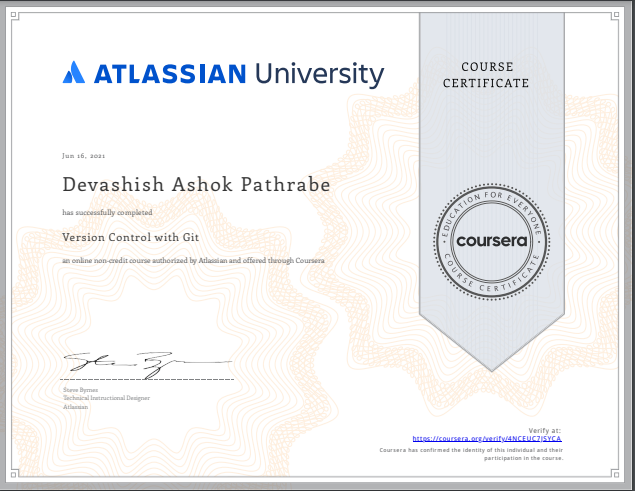 ATLASSIAN University
COURSE
CERTIFICATE
Jun 16, 2021
Devashish Ashok Pathrabe
has successfully completed
Version Control with Git
an online non-credit course authorized by Atlassian and offered through Coursera
EDUCATION FOR EVERYONE
coursera
COURSE CERTIFICATE
Steve Byrnes
Technical Instructional Designer
Atlassian
Verify at:
https://coursera.org/verify/4NCEUC7JSYCA
Coursera has confirmed the identity of this individual and their
participation in the course.